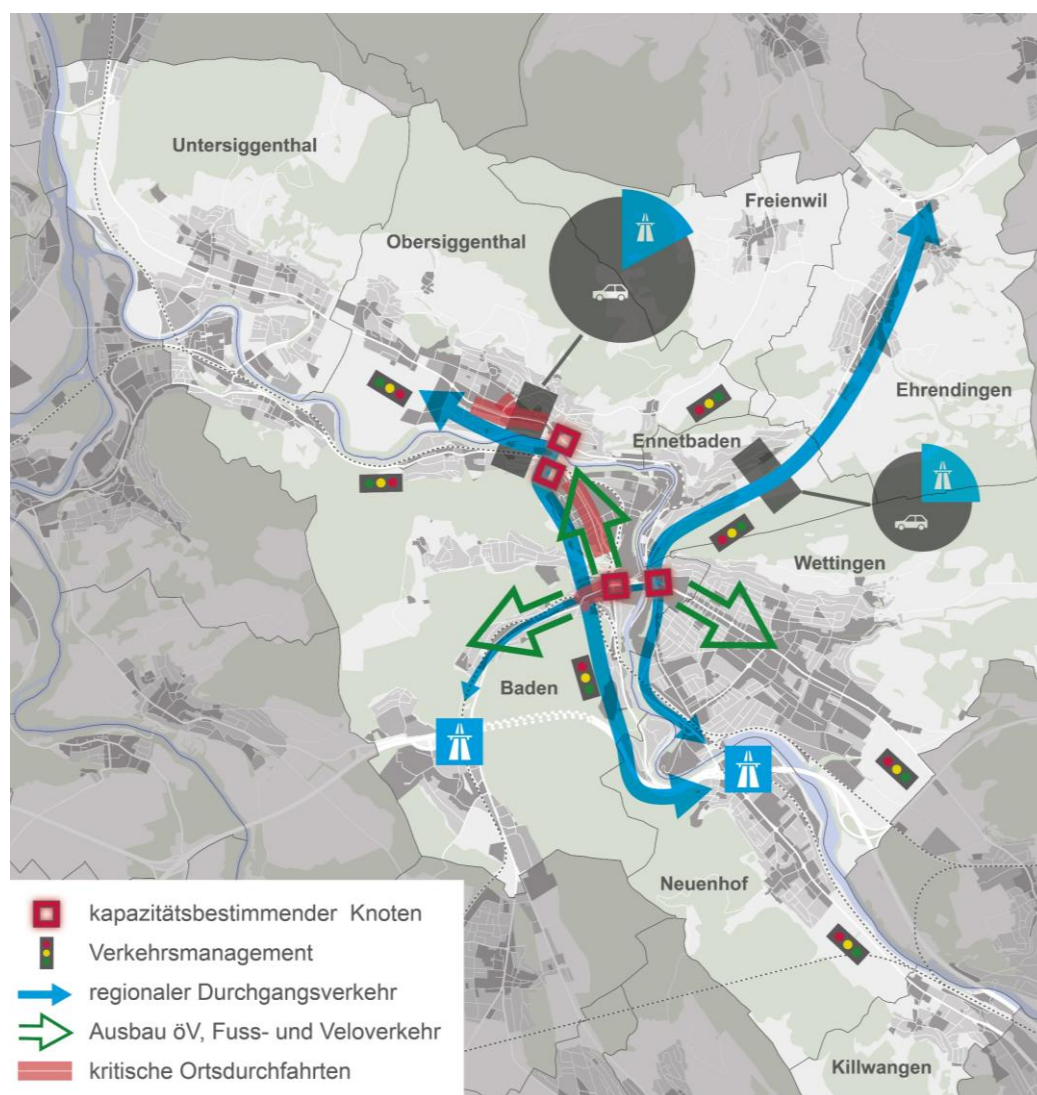 Untersiggenthal
Freienwil
Obersiggenthal
Ehrendingen
Ennetbaden
Wettingen
Baden
Neuenhof
Killwangen
kapazitätsbestimmender Knoten
Verkehrsmanagement
regionaler Durchgangsverkehr
Ausbau öV, Fuss- und Veloverkehr
kritische Ortsdurchfahrten